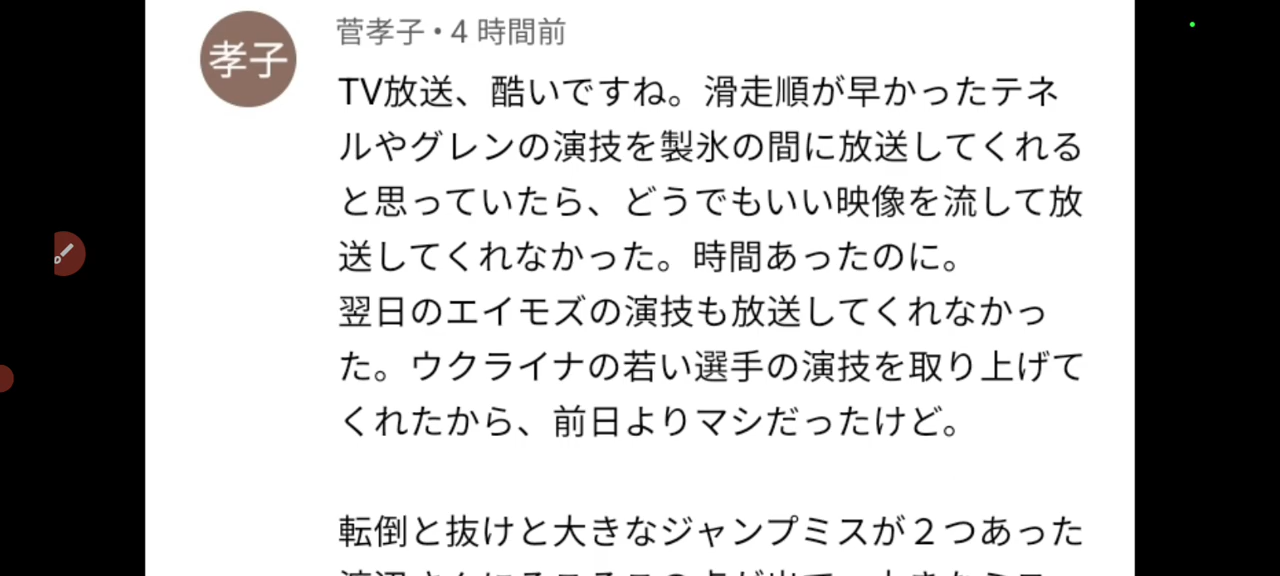 孝子
菅孝子 • 4 時間前
TV放送、酷いですね。滑走順が早かったテネ
ルやグレンの演技を製氷の間に放送してくれる
と思っていたら、どうでもいい映像を流して放
送してくれなかった。時間あったのに。
翌日のエイモズの演技も放送してくれなかっ
た。ウクライナの若い選手の演技を取り上げて
くれたから、前日よりマシだったけど。
転倒と抜けと大きなジャンプミスが２つあった